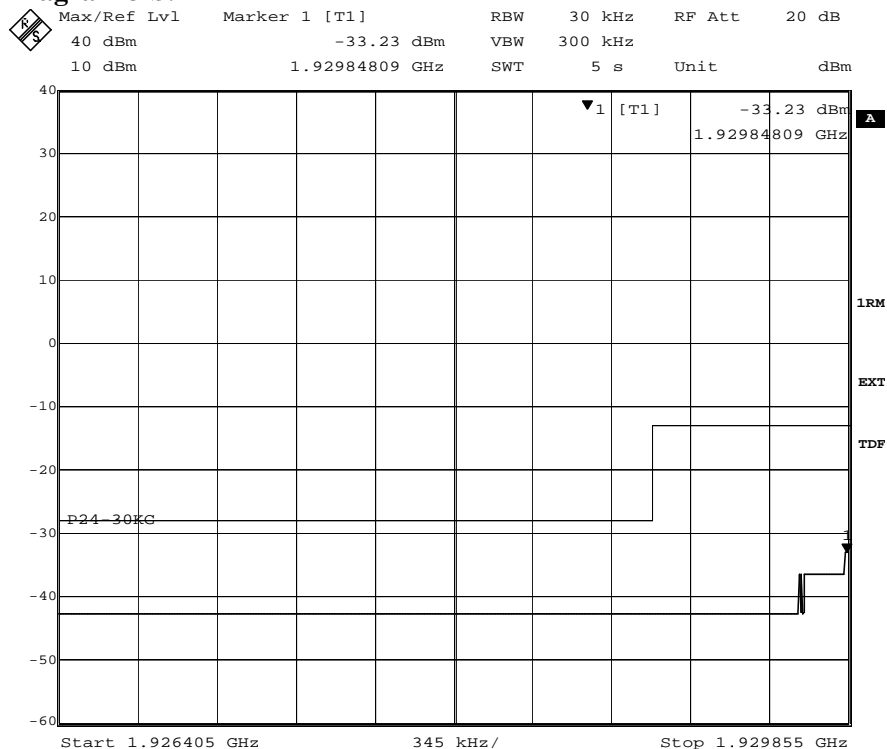 Max/Ref Lvl Marker 1 [T1] RBW 30 kHz RF Att 20 dB
40 dBm -33.23 dBm VBW 300 kHz
10 dBm 1.92984809 GHz SWT 5 s Unit dBm
R S
40
1 [T1] -33.23 dBm
A
1.92984809 GHz
30
20
10
1RM
0
EXT
-10
TDF
-20
P24-30KG
-30
1
-40
-50
-60
Start 1.926405 GHz 345 kHz/ Stop 1.929855 GHz